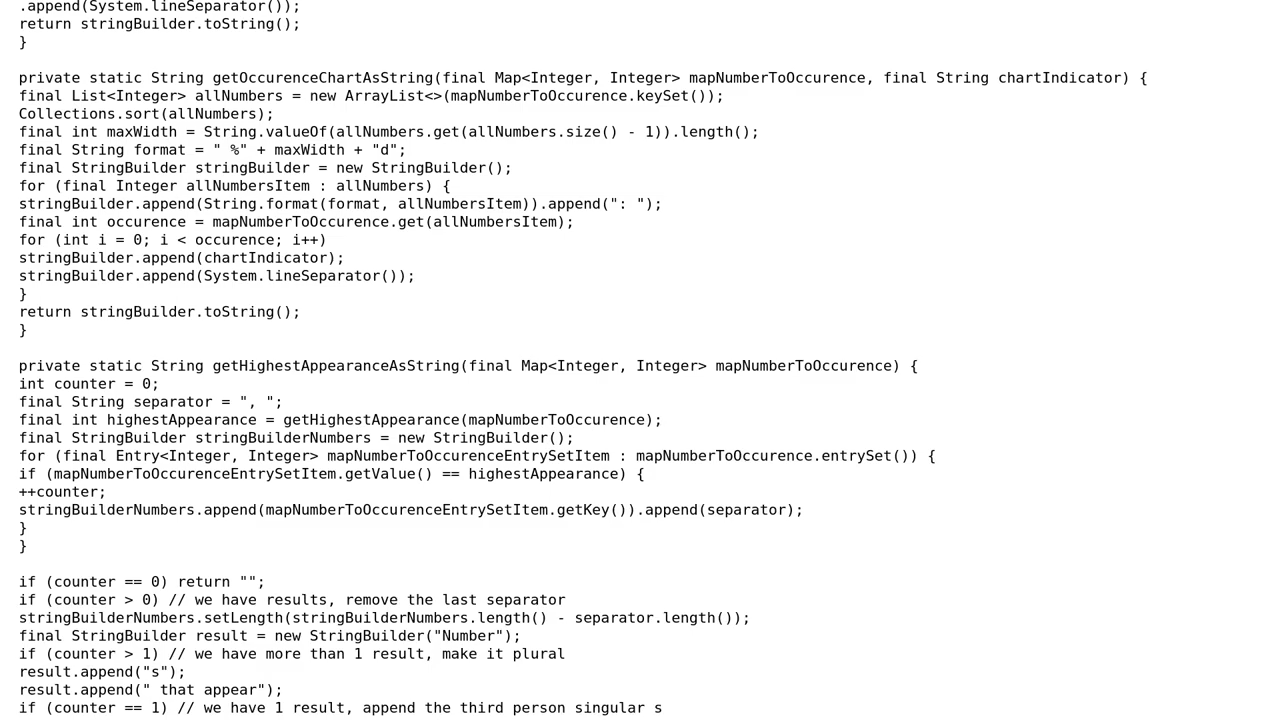 .append(System.lineSeparator());
return stringBuilder.toString();
}

private static String getOccurenceChartAsString(final Map<Integer, Integer> mapNumberToOccurence, final String chartIndicator) {
final List<Integer> allNumbers = new ArrayList<>(mapNumberToOccurence.keySet());
Collections.sort(allNumbers);
final int maxWidth = String.valueOf(allNumbers.get(allNumbers.size() - 1)).length();
final String format = " %" + maxWidth + "d";
final StringBuilder stringBuilder = new StringBuilder();
for (final Integer allNumbersItem : allNumbers) {
stringBuilder.append(String.format(format, allNumbersItem)).append(": ");
final int occurence = mapNumberToOccurence.get(allNumbersItem);
for (int i = 0; i < occurence; i++)
stringBuilder.append(chartIndicator);
stringBuilder.append(System.lineSeparator());
}
return stringBuilder.toString();
}

private static String getHighestAppearanceAsString(final Map<Integer, Integer> mapNumberToOccurence) {
int counter = 0;
final String separator = ", ";
final int highestAppearance = getHighestAppearance(mapNumberToOccurence);
final StringBuilder stringBuilderNumbers = new StringBuilder();
for (final Entry<Integer, Integer> mapNumberToOccurenceEntrySetItem : mapNumberToOccurence.entrySet()) {
if (mapNumberToOccurenceEntrySetItem.getValue() == highestAppearance) {
++counter;
stringBuilderNumbers.append(mapNumberToOccurenceEntrySetItem.getKey()).append(separator);
}
}

if (counter == 0) return "";
if (counter > 0) // we have results, remove the last separator
stringBuilderNumbers.setLength(stringBuilderNumbers.length() - separator.length());
final StringBuilder result = new StringBuilder("Number");
if (counter > 1) // we have more than 1 result, make it plural
result.append("s");
result.append(" that appear");
if (counter == 1) // we have 1 result, append the third person singular s